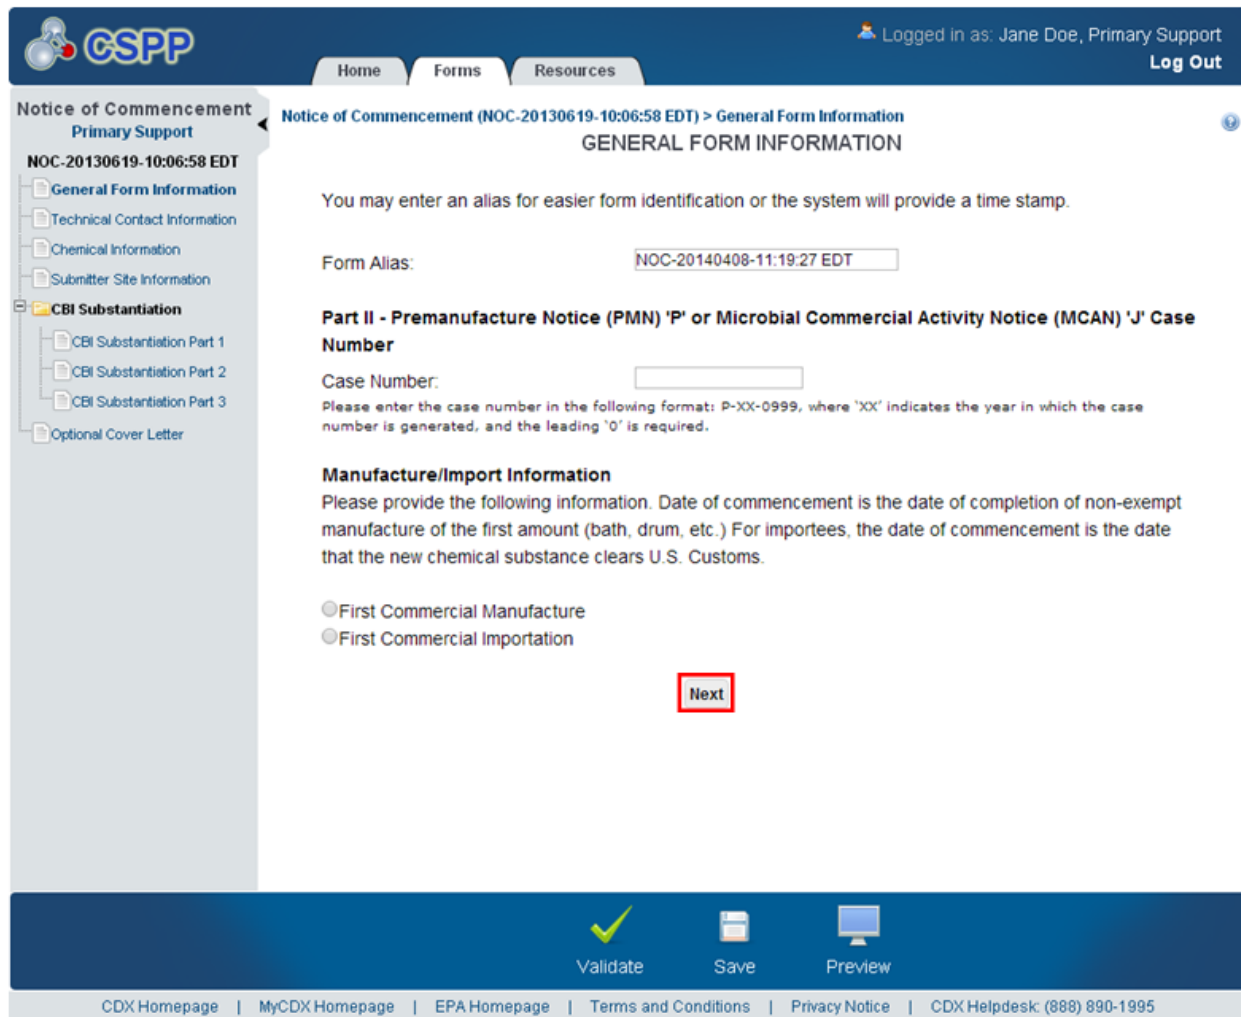 CSPP
Logged in as: Jane Doe, Primary Support
Log Out
Home
Forms
Resources
Notice of Commencement
Primary Support
NOC-20130619-10:06:58 EDT
General Form Information
Technical Contact Information
Chemical Information
Submitter Site Information
CBI Substantiation
CBI Substantiation Part 1
CBI Substantiation Part 2
CBI Substantiation Part 3
Optional Cover Letter
Notice of Commencement (NOC-20130619-10:06:58 EDT) > General Form Information
GENERAL FORM INFORMATION
You may enter an alias for easier form identification or the system will provide a time stamp.
Form Alias:
NOC-20140408-11:19:27 EDT
Part II - Premanufacture Notice (PMN) 'P' or Microbial Commercial Activity Notice (MCAN) 'J' Case
Number
Case Number:
Please enter the case number in the following format: P-XX-0999, where 'XX' indicates the year in which the case
number is generated, and the leading '0' is required.
Manufacture/Import Information
Please provide the following information. Date of commencement is the date of completion of non-exempt
manufacture of the first amount (bath, drum, etc.) For importees, the date of commencement is the date
that the new chemical substance clears U.S. Customs.
First Commercial Manufacture
First Commercial Importation
Next
Validate
Save
Preview
CDX Homepage | MyCDX Homepage | EPA Homepage | Terms and Conditions | Privacy Notice | CDX Helpdesk: (888) 890-1995